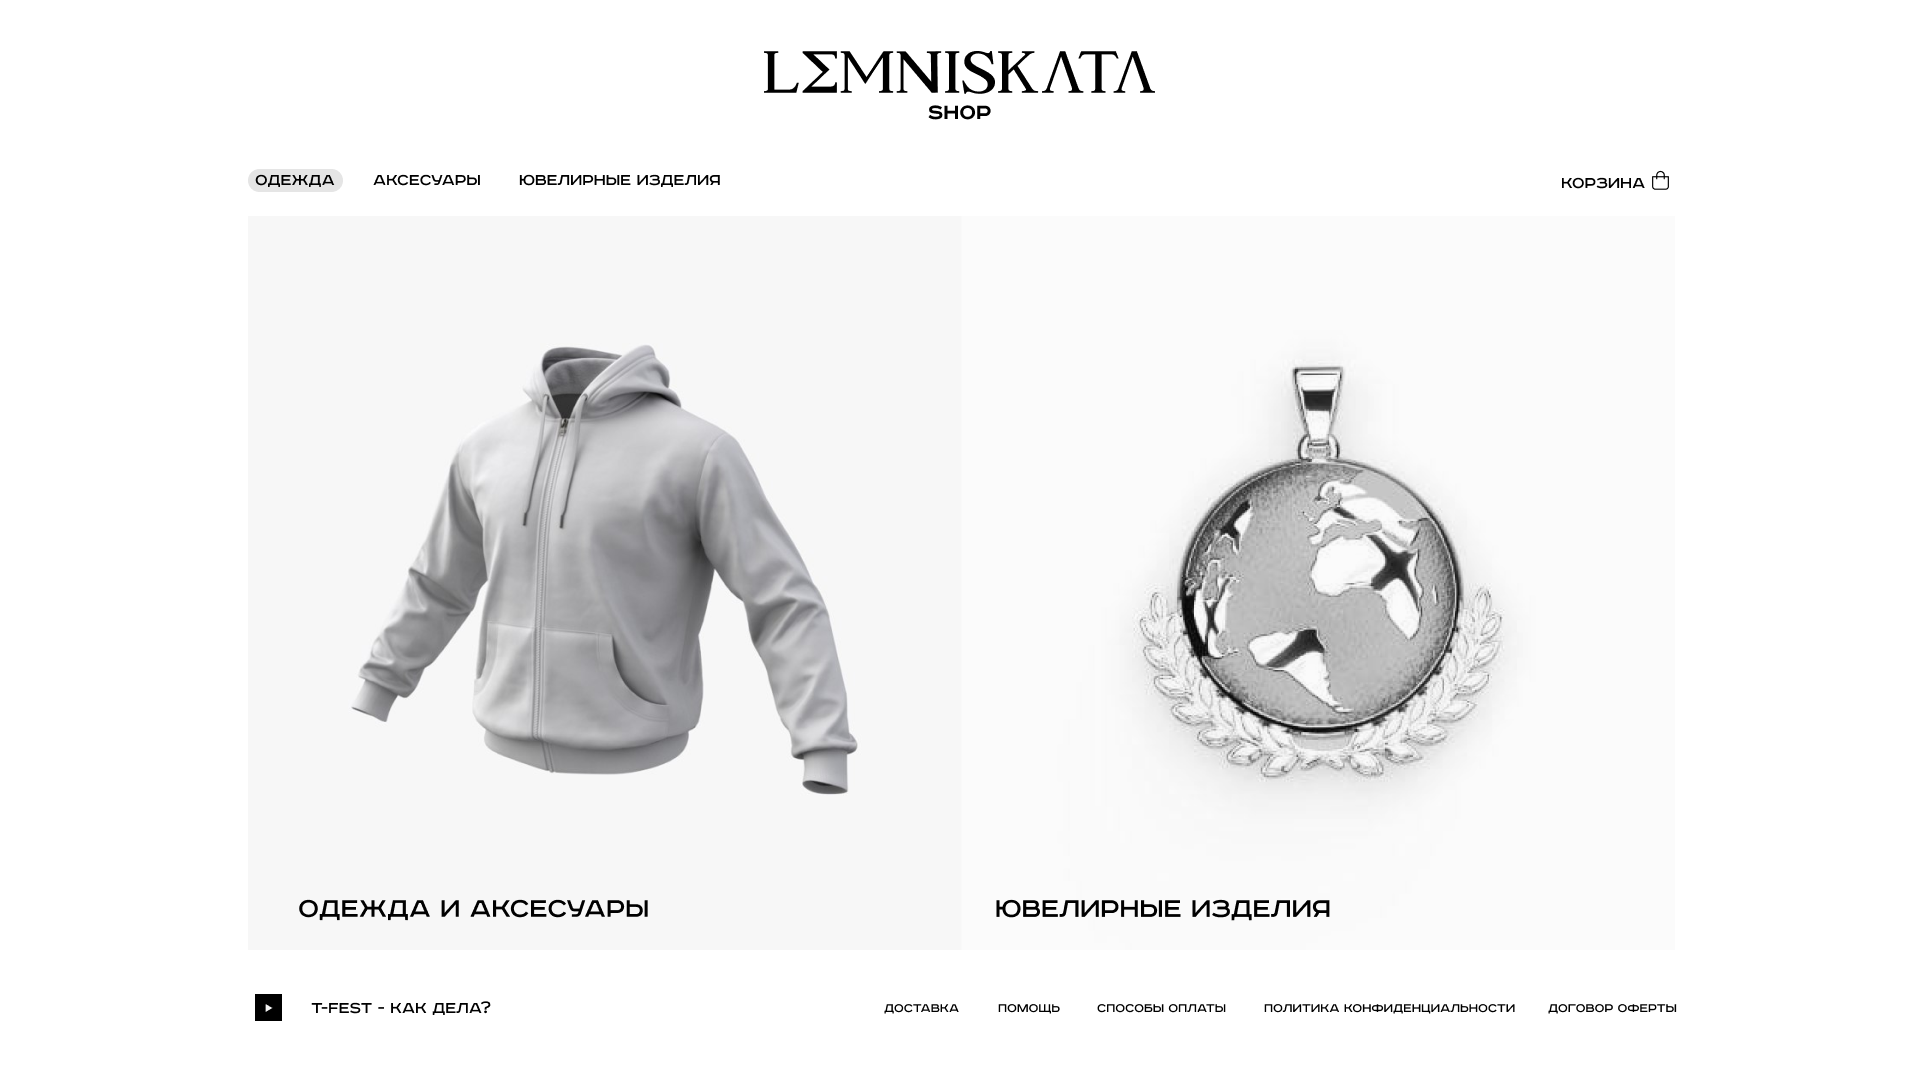 LΣMNISKΛTΛ
SHOP
ОДЕЖДА АКСЕСУАРЫ ЮВЕЛИРНЫЕ ИЗДЕЛИЯ КОРЗИНА
ОДЕЖДА И АКСЕСУАРЫ ЮВЕЛИРНЫЕ ИЗДЕЛИЯ
T-FEST - КАК ДЕЛА? ДОСТАВКА ПОМОЩЬ СПОСОБЫ ОПЛАТЫ ПОЛИТИКА КОНФИДЕНЦИАЛЬНОСТИ ДОГОВОР ОФЕРТЫ